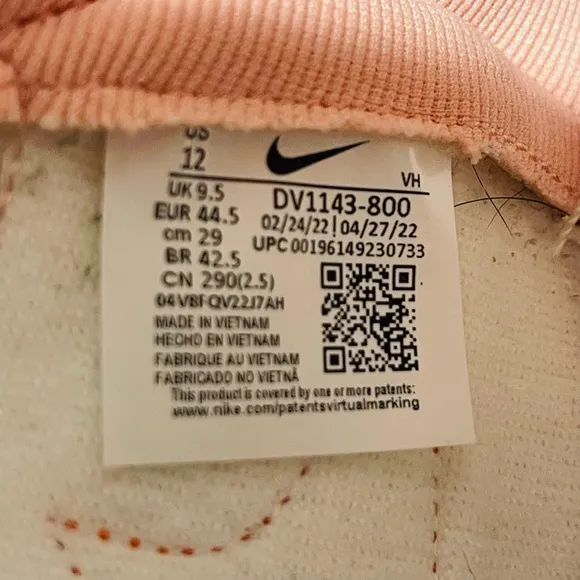 US
12
VH
UK 9.5
DV1143-800
EUR 44.5
02/24/22 | 04/27/22
cm 29
UPC 00196149230733
BR 42.5
CN 290(2.5)
04V8FQV22J7AH
MADE IN VIETNAM
HECHO EN VIETNAM
FABRIQUE AU VIETNAM
FABRICADO NO VIETNÃ
This product is covered by one or more patents:
www.nike.com/patentsvirtualmarking